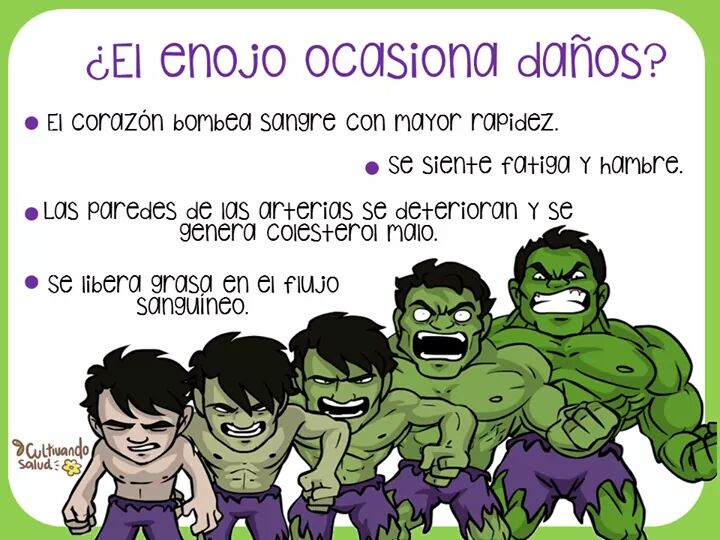 ¿El enojo ocasiona daños?
El corazón bombea sangre con mayor rapidez.
Se siente fatiga y hambre.
Las paredes de las arterias se deterioran y se
genera colesterol malo.
Se libera grasa en el flujo
sanguíneo.
Cultivando
Salud